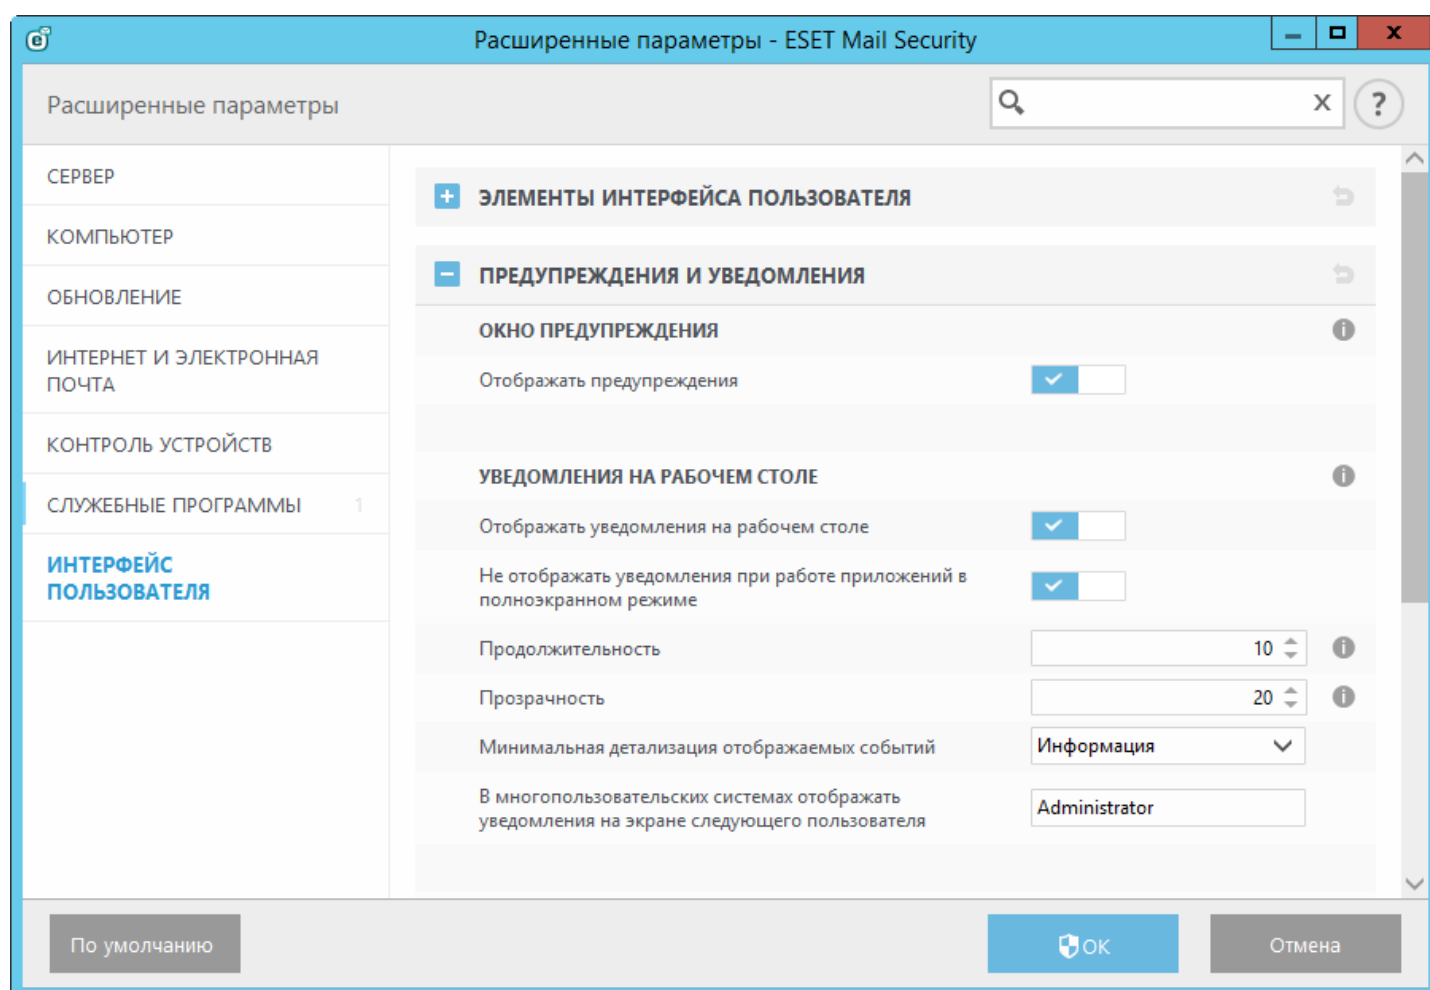 Расширенные параметры - ESET Mail Security
Расширенные параметры
СЕРВЕР
КОМПЬЮТЕР
ОБНОВЛЕНИЕ
ИНТЕРНЕТ И ЭЛЕКТРОННАЯ
ПОЧТА
КОНТРОЛЬ УСТРОЙСТВ
СЛУЖЕБНЫЕ ПРОГРАММЫ 1
ИНТЕРФЕЙС
ПОЛЬЗОВАТЕЛЯ
ЭЛЕМЕНТЫ ИНТЕРФЕЙСА ПОЛЬЗОВАТЕЛЯ
ПРЕДУПРЕЖДЕНИЯ И УВЕДОМЛЕНИЯ
ОКНО ПРЕДУПРЕЖДЕНИЯ
Отображать предупреждения
УВЕДОМЛЕНИЯ НА РАБОЧЕМ СТОЛЕ
Отображать уведомления на рабочем столе
Не отображать уведомления при работе приложений в
полноэкранном режиме
Продолжительность 10
Прозрачность 20
Минимальная детализация отображаемых событий Информация
В многопользовательских системах отображать
уведомления на экране следующего пользователя
Administrator
По умолчанию
OK
Отмена